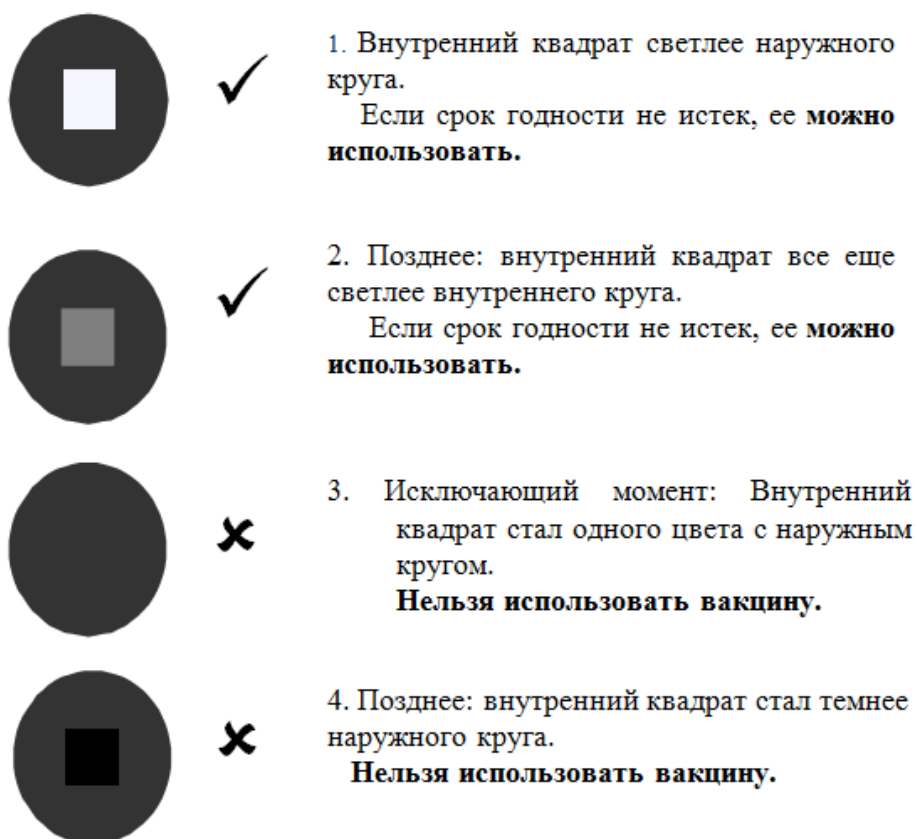 1. Внутренний квадрат светлее наружного
круга.
Если срок годности не истек, ее можно
использовать.
2. Позднее: внутренний квадрат все еще
светлее внутреннего круга.
Если срок годности не истек, ее можно
использовать.
3. Исключающий момент: Внутренний
квадрат стал одного цвета с наружным
кругом.
Нельзя использовать вакцину.
4. Позднее: внутренний квадрат стал темнее
наружного круга.
Нельзя использовать вакцину.